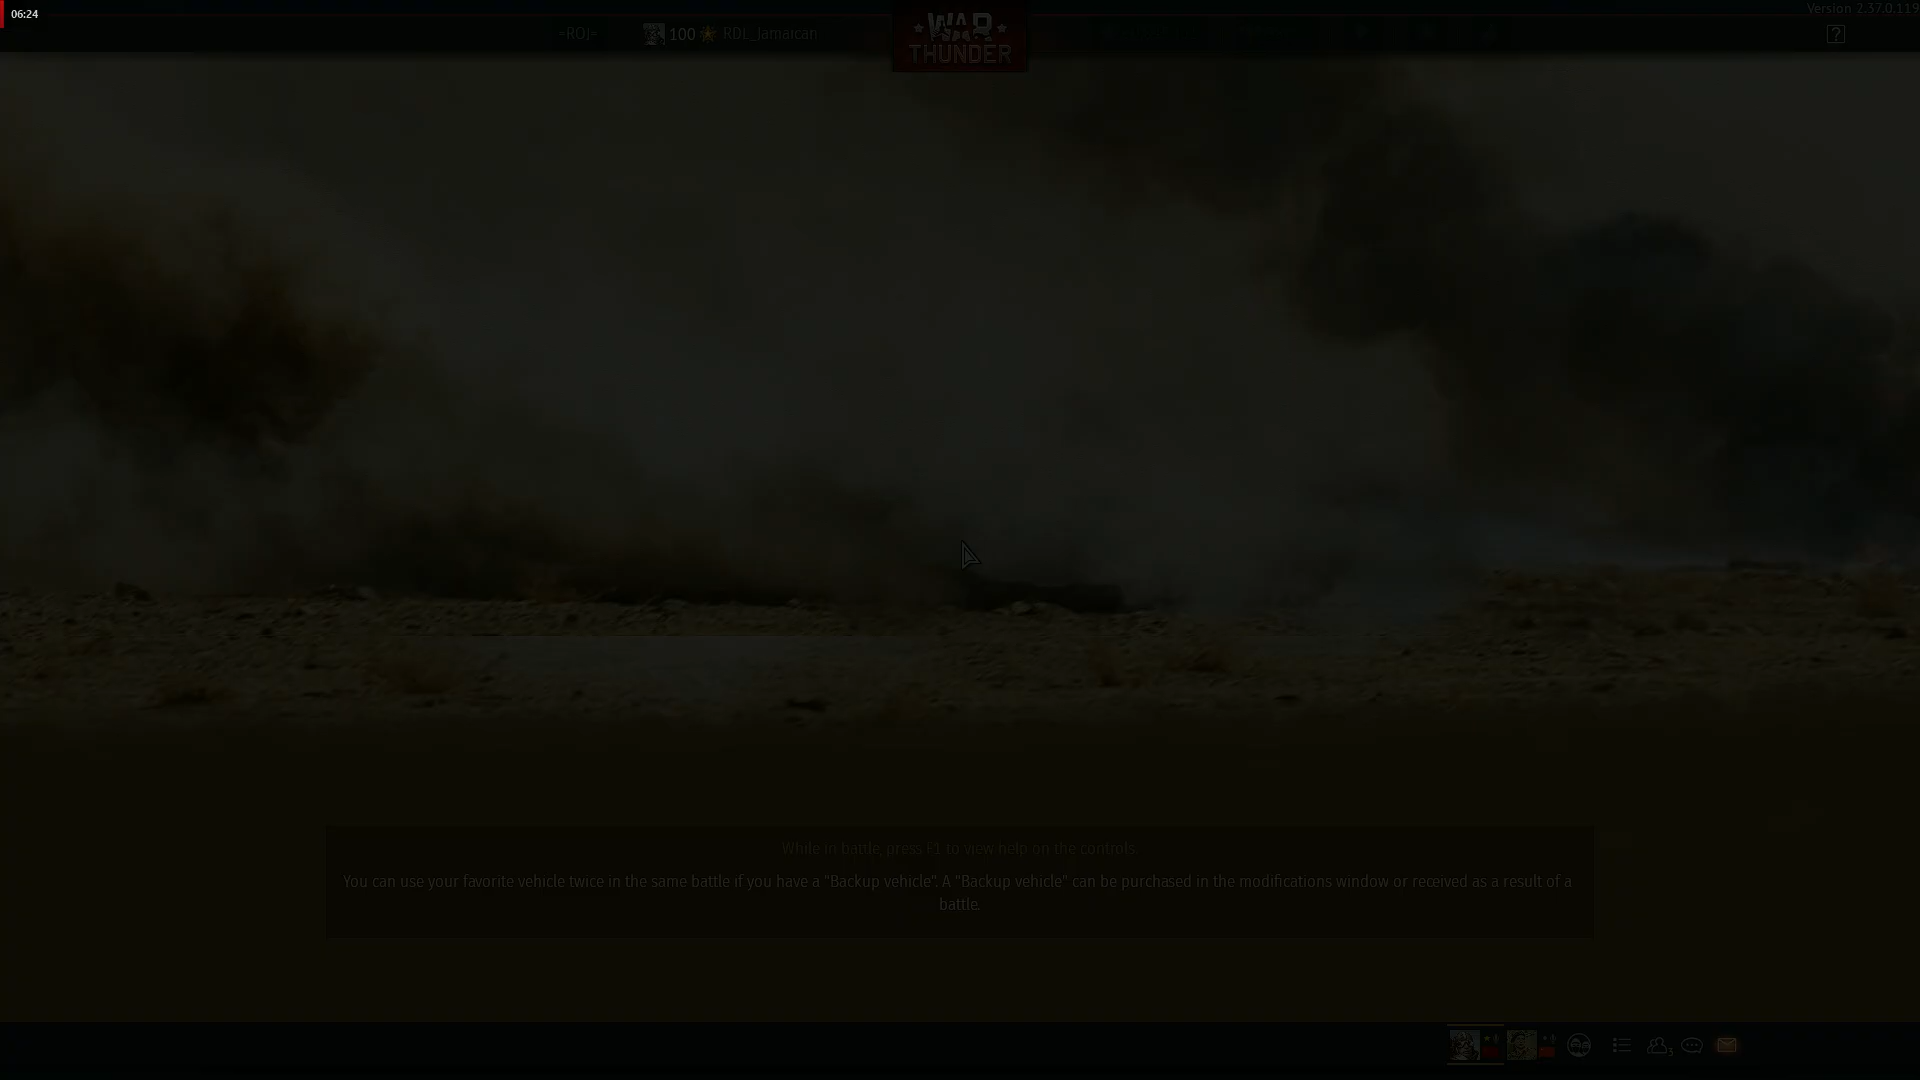 06:24
Version 2.37.0.119
=ROJ= 100 RDL_Jamaican
WAR
THUNDER
?
While in battle, press F1 to view help on the controls.
You can use your favorite vehicle twice in the same battle if you have a "Backup vehicle". A "Backup vehicle" can be purchased in the modifications window or received as a result of a
battle.
3